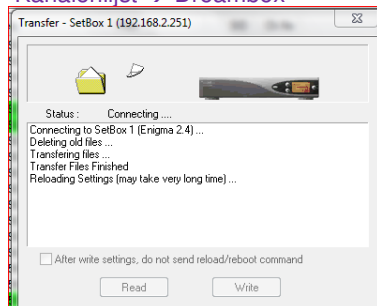 Kanalenlijst → Dreambox
Transfer - SetBox 1 (192.168.2.251)
Status : Connecting ....
Connecting to SetBox 1 (Enigma 2.4) ...
Deleting old files ...
Transfering files ...
Transfer Files Finished
Reloading Settings (may take very long time) ...
After write settings, do not send reload/reboot command
Read Write